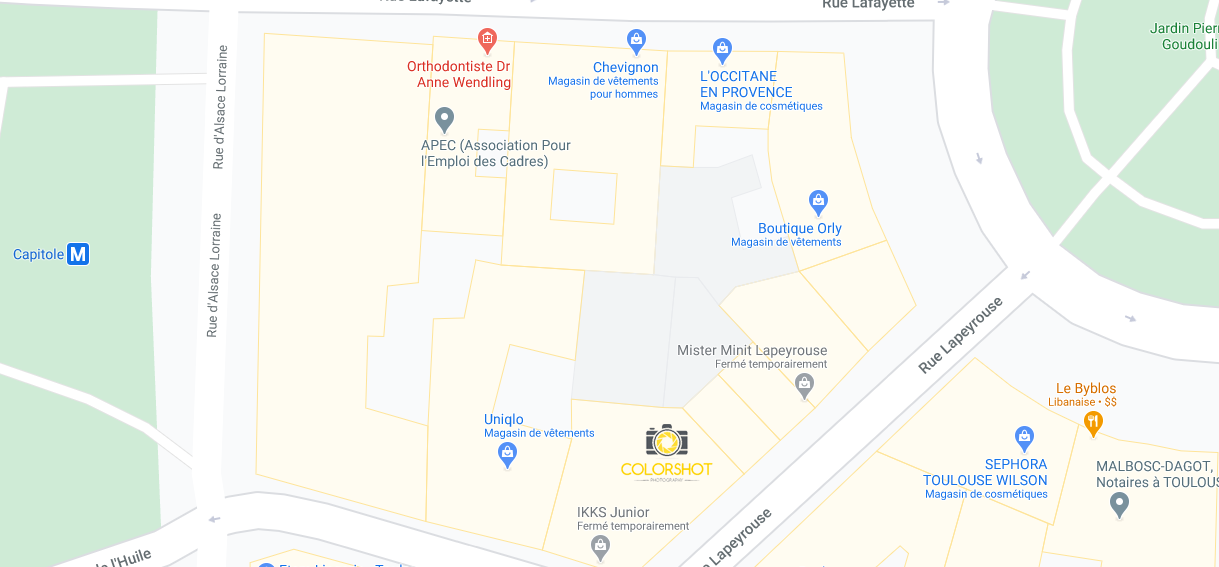 Rue Lafayette
Rue Lafayette
Jardin Pier
Goudouli
Rue d'Alsace Lorraine
Orthodontiste Dr
Anne Wendling
Chevignon
Magasin de vêtements
pour hommes
L'OCCITANE
EN PROVENCE
Magasin de cosmétiques
APEC (Association Pour
l'Emploi des Cadres)
Boutique Orly
Magasin de vêtements
Capitole M
Rue d'Alsace Lorraine
Rue Lapeyrouse
Mister Minit Lapeyrouse
Fermé temporairement
Le Byblos
Libanaise • $$
Uniqlo
Magasin de vêtements
COLORSHOT
PHOTOGRAPHE
SEPHORA
TOULOUSE WILSON
Magasin de cosmétiques
MALBOSC-DAGOT,
Notaires à TOULOUS
IKKS Junior
Fermé temporairement
Lapeyrouse
de l'Huile